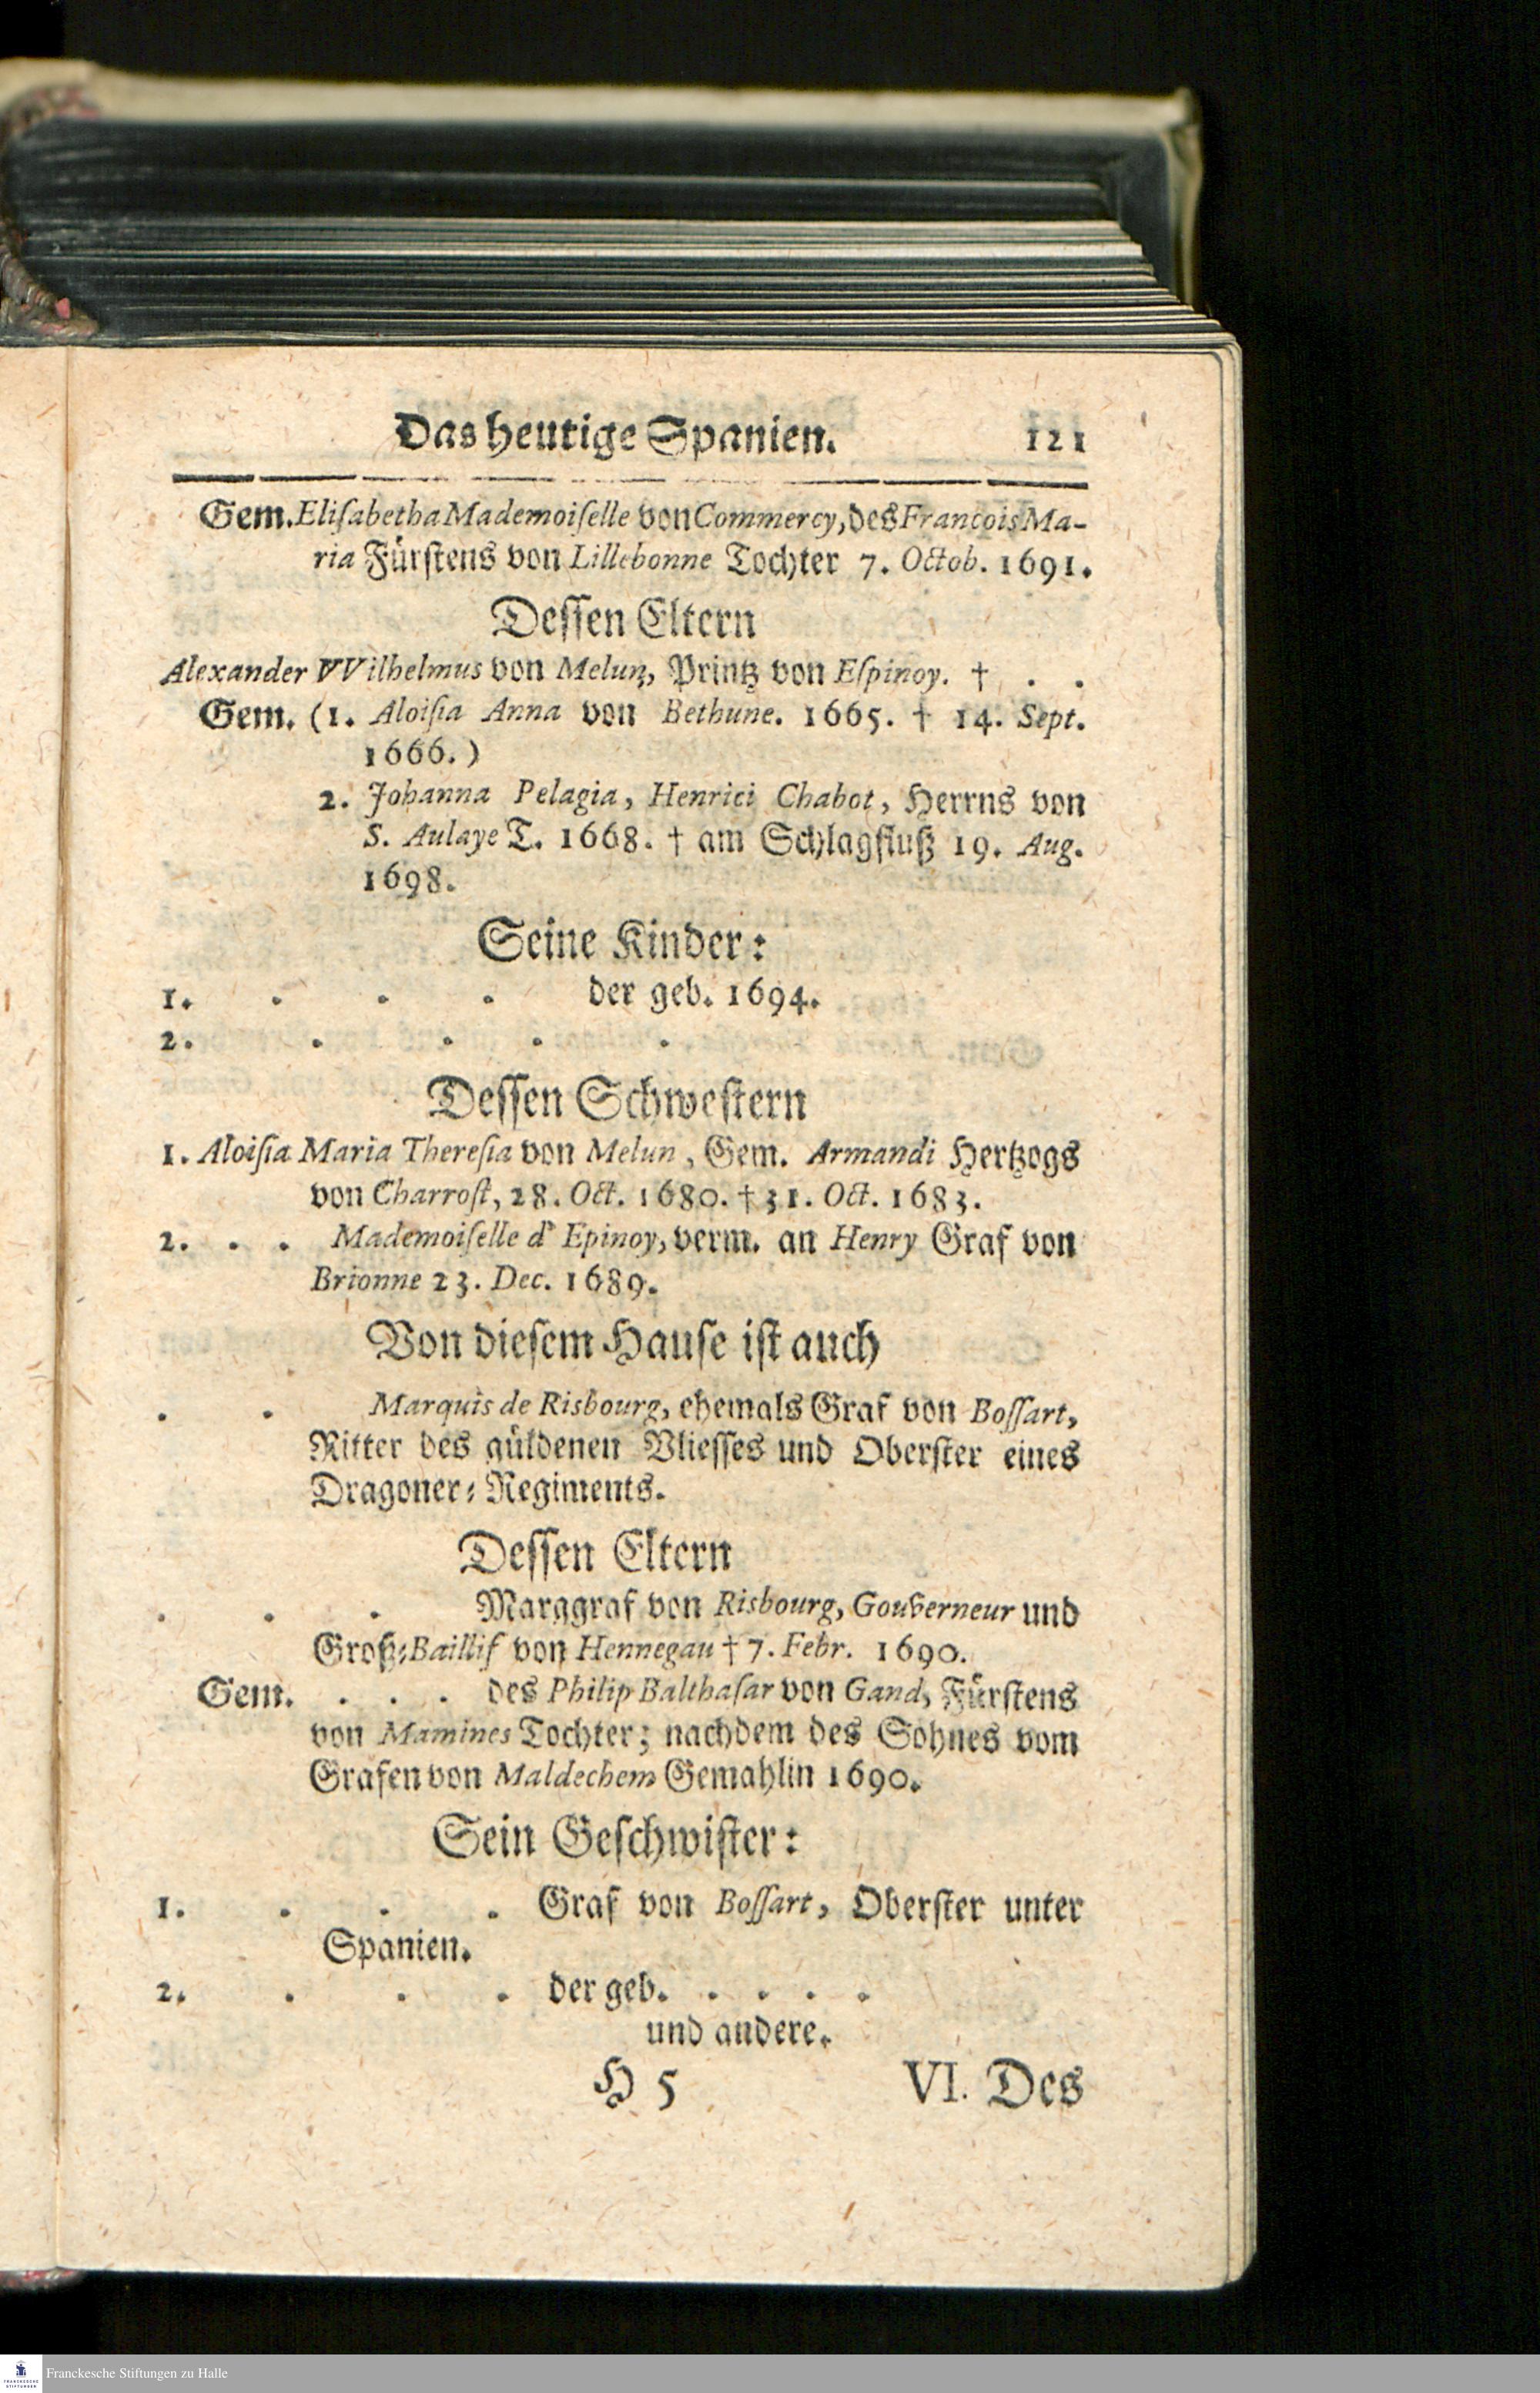 Das heutige Spanien. 121
Gem. Eliſabetha Mademoiſelle von Commercy, des François Ma-
ria Fürſtens von Lillebonne Tochter 7. Octob. 1691.
Deſſen Eltern
Alexander VVilhelmus von Melun, Printz von Eſpinoy. † . .
Gem. (1. Aloiſia Anna von Bethune. 1665. † 14. Sept.
1666.)
2. Johanna Pelagia, Henrici Chabot, Herrns von
S. Aulaye T. 1668. † am Schlagfluß 19. Aug.
1698.
Seine Kinder:
1. . . . der geb. 1694.
2. . . . .
Deſſen Schweſtern
1. Aloiſia Maria Thereſia von Melun, Gem. Armandi Hertzogs
von Charroſt, 28. Oct. 1680. † 31. Oct. 1683.
2. . . Mademoiſelle d' Epinoy, verm. an Henry Graf von
Brionne 23. Dec. 1689.
Von dieſem Hauſe iſt auch
. . Marquis de Risbourg, ehemals Graf von Boſſart,
Ritter des güldenen Vlieſſes und Oberſter eines
Dragoner⸗Regiments.
Deſſen Eltern
. . . Marggraf von Risbourg, Gouverneur und
Groß⸗Baillif von Hennegau † 7. Febr. 1690.
Gem. . . . des Philip Balthaſar von Gand, Fürſtens
von Mamines Tochter; nachdem des Sohnes vom
Grafen von Maldechem Gemahlin 1690.
Sein Geſchwiſter:
1. . . . Graf von Boſſart, Oberſter unter
Spanien.
2. . . . der geb. . . . .
und andere.
H 5 VI. Des
Franckesche Stiftungen zu Halle